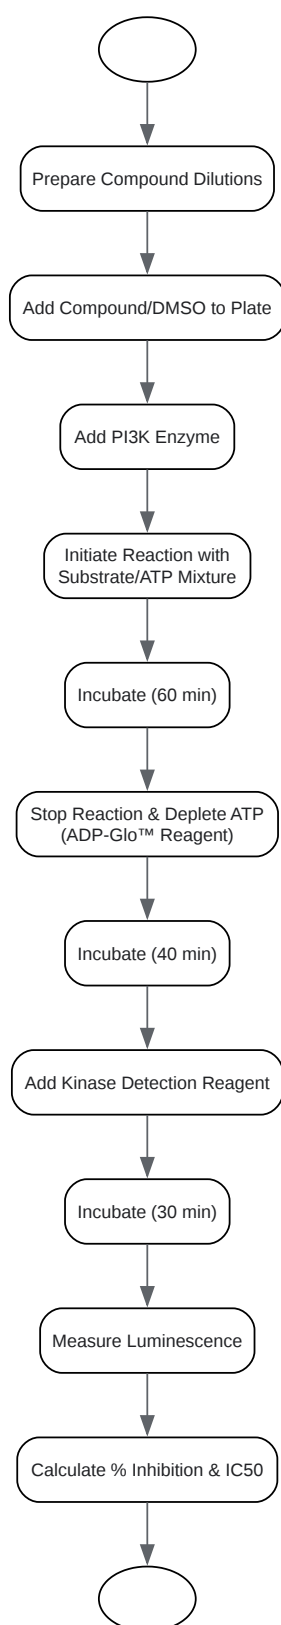 Prepare Compound Dilutions
Add Compound/DMSO to Plate
Add PI3K Enzyme
Initiate Reaction with
Substrate/ATP Mixture
Incubate (60 min)
Stop Reaction & Deplete ATP
(ADP-Glo™ Reagent)
Incubate (40 min)
Add Kinase Detection Reagent
Incubate (30 min)
Measure Luminescence
Calculate % Inhibition & IC50